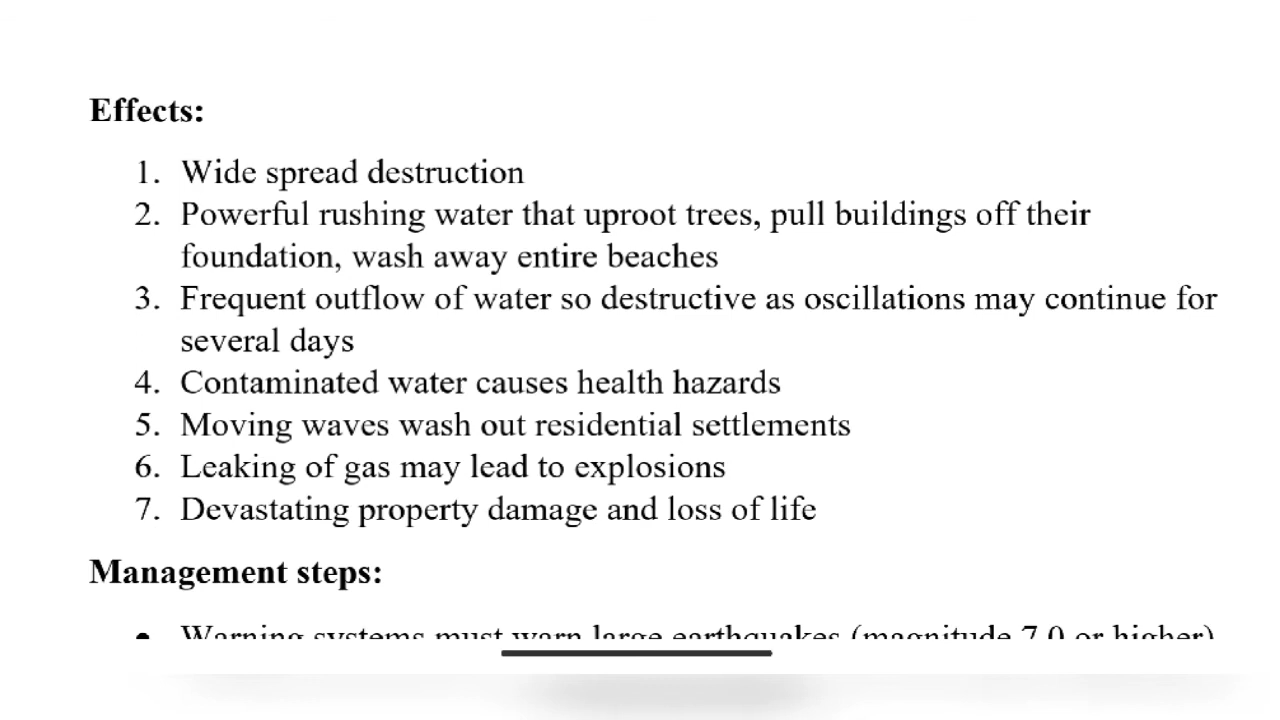 Effects:
1. Wide spread destruction
2. Powerful rushing water that uproot trees, pull buildings off their
foundation, wash away entire beaches
3. Frequent outflow of water so destructive as oscillations may continue for
several days
4. Contaminated water causes health hazards
5. Moving waves wash out residential settlements
6. Leaking of gas may lead to explosions
7. Devastating property damage and loss of life
Management steps:
• Warning systems must warn large earthquakes (magnitude 7.0 or higher)